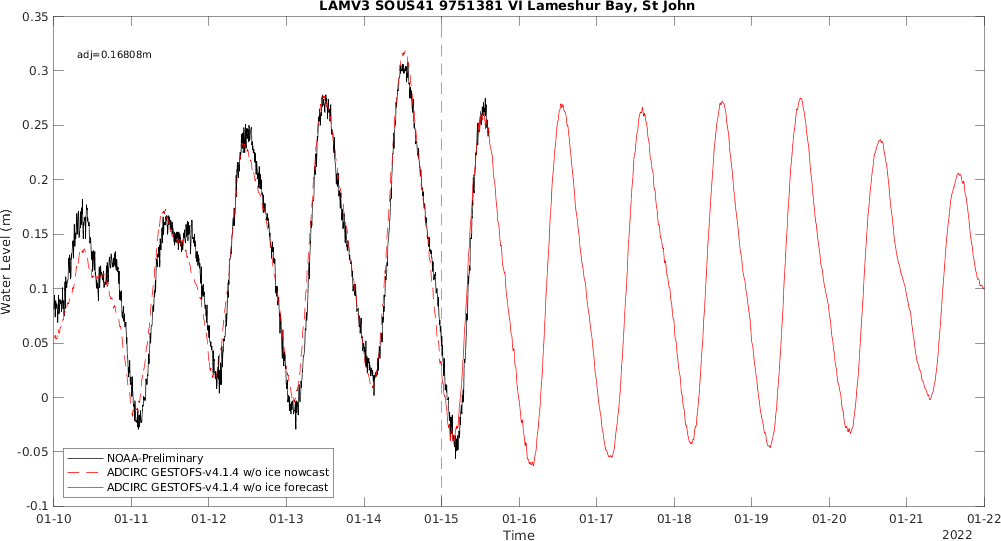 LAMV3 SOUS41 9751381 VI Lameshur Bay, St John
0.35
0.3
0.25
0.2
0.15
0.1
0.05
0
-0.05
-0.1
Water Level (m)
adj=0.16808m
NOAA-Preliminary
ADCIRC GESTOFS-v4.1.4 w/o ice nowcast
ADCIRC GESTOFS-v4.1.4 w/o ice forecast
01-10 01-11 01-12 01-13 01-14 01-15 01-16 01-17 01-18 01-19 01-20 01-21 01-22
Time
2022